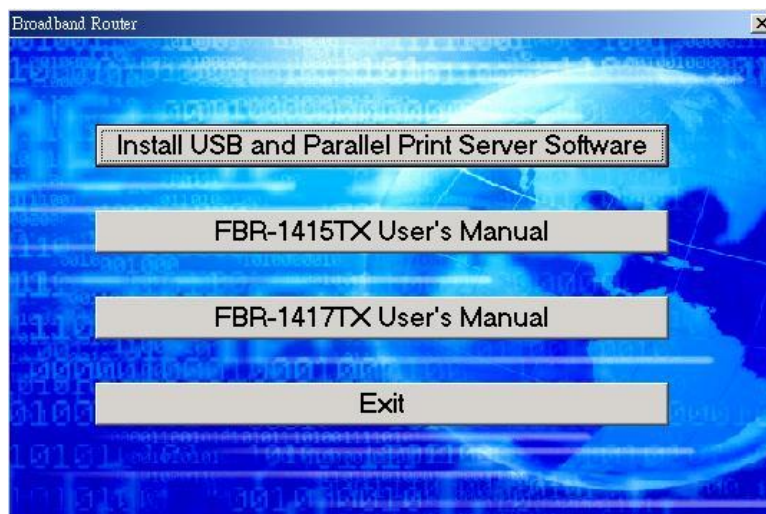 Broadband Router
Install USB and Parallel Print Server Software
FBR-1415TX User's Manual
FBR-1417TX User's Manual
Exit